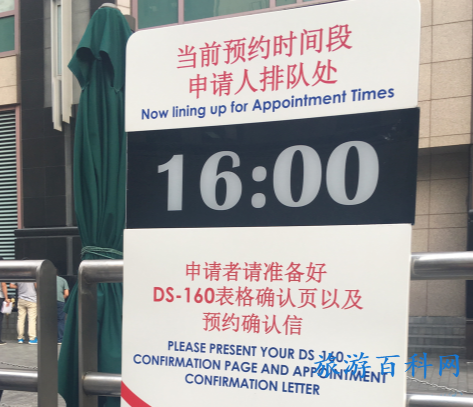 当前预约时间段
申请人排队处
Now lining up for Appointment Times
16:00
申请者请准备好
DS-160表格确认页以及
预约确认信
PLEASE PRESENT YOUR DS-160
CONFIRMATION PAGE AND APPOINTMENT
CONFIRMATION LETTER
旅游百科网